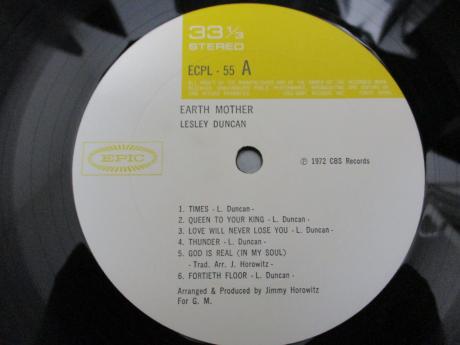 33 1/3
STEREO
ECPL - 55 A
EARTH MOTHER
LESLEY DUNCAN
EPIC
℗ 1972 CBS Records
1. TIMES - L. Duncan -
2. QUEEN TO YOUR KING - L. Duncan -
3. LOVE WILL NEVER LOSE YOU - L. Duncan -
4. THUNDER - L. Duncan -
5. GOD IS REAL (IN MY SOUL)
- Trad. Arr. J. Horowitz -
6. FORTIETH FLOOR - L. Duncan -
Arranged & Produced by Jimmy Horowitz
For G. M.